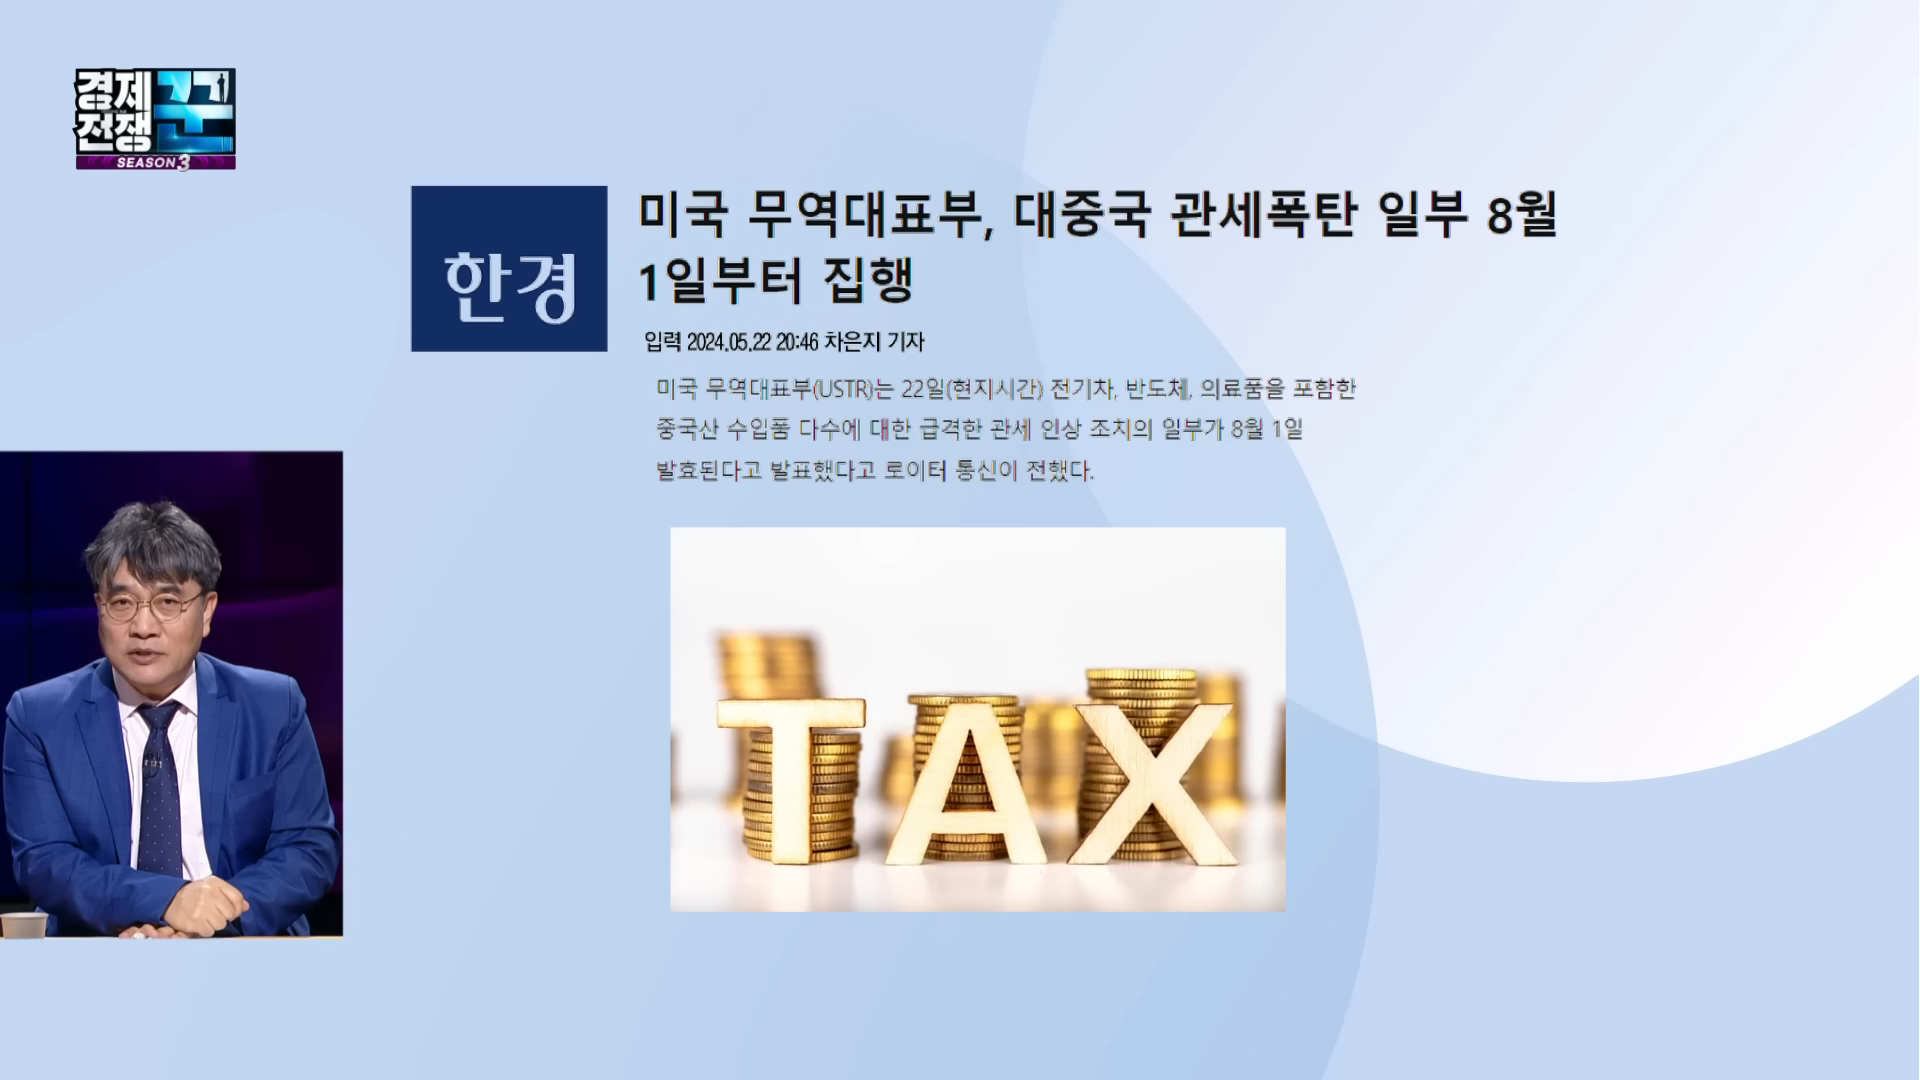 경제
전쟁 꾼
SEASON 3
한경
미국 무역대표부, 대중국 관세폭탄 일부 8월
1일부터 집행
입력 2024.05.22 20:46 차은지 기자
미국 무역대표부(USTR)는 22일(현지시간) 전기차, 반도체, 의료품을 포함한
중국산 수입품 다수에 대한 급격한 관세 인상 조치의 일부가 8월 1일
발효된다고 발표했다고 로이터 통신이 전했다.
TAX